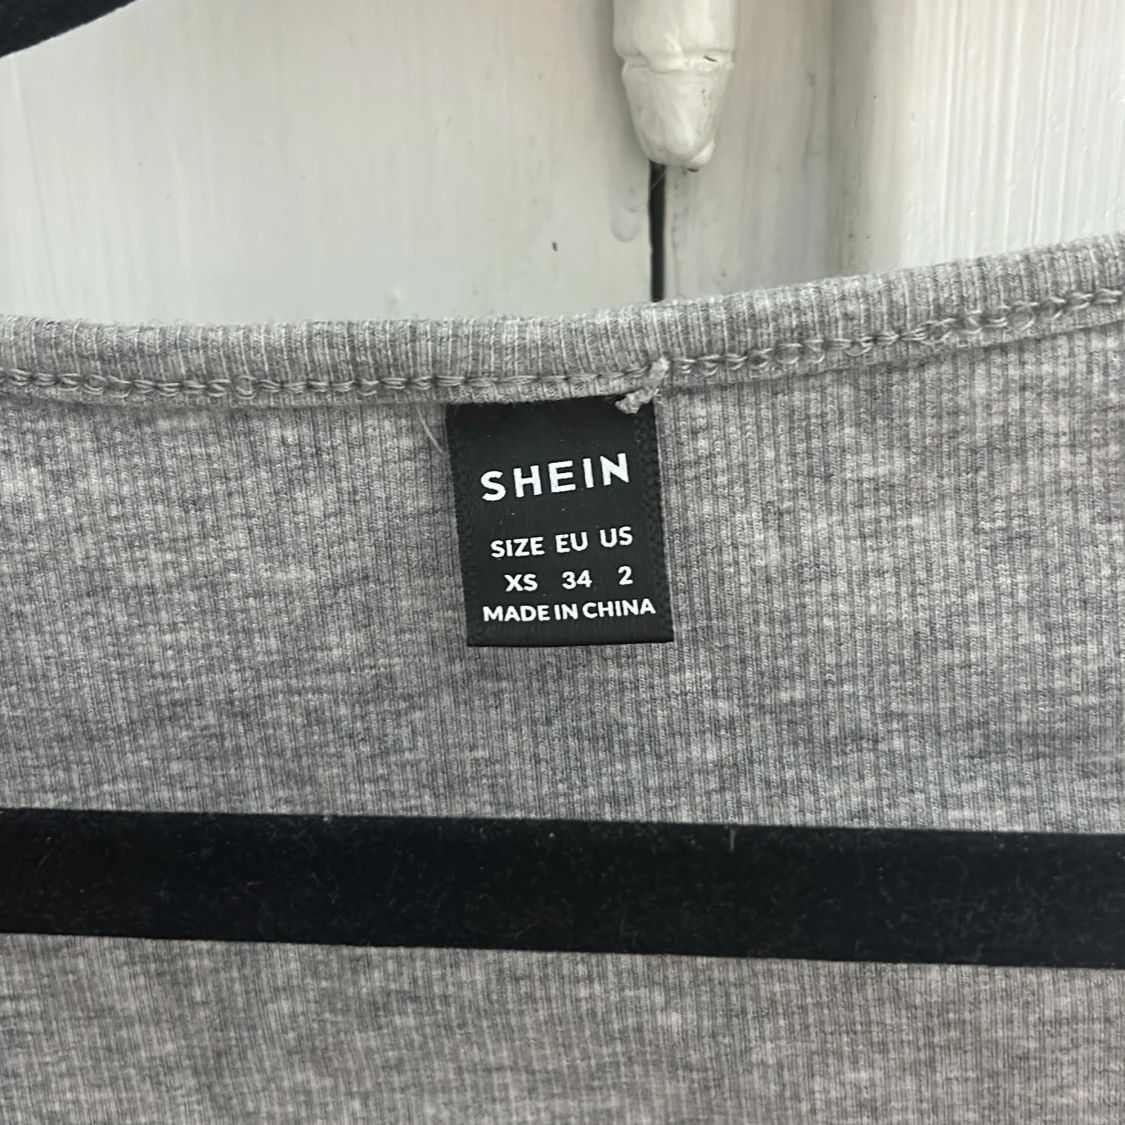 SHEIN
SIZE EU US
XS 34 2
MADE IN CHINA